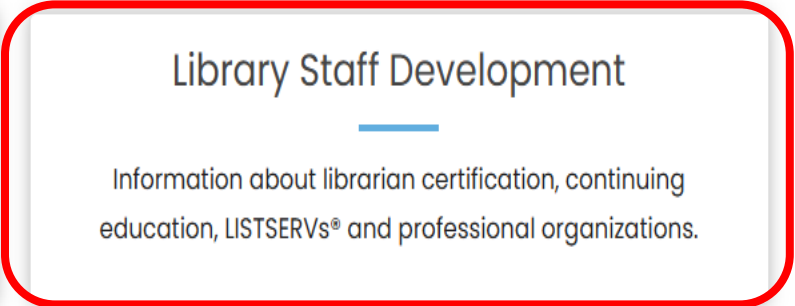 Library Staff Development
Information about librarian certification, continuing
education, LISTSERVs® and professional organizations.